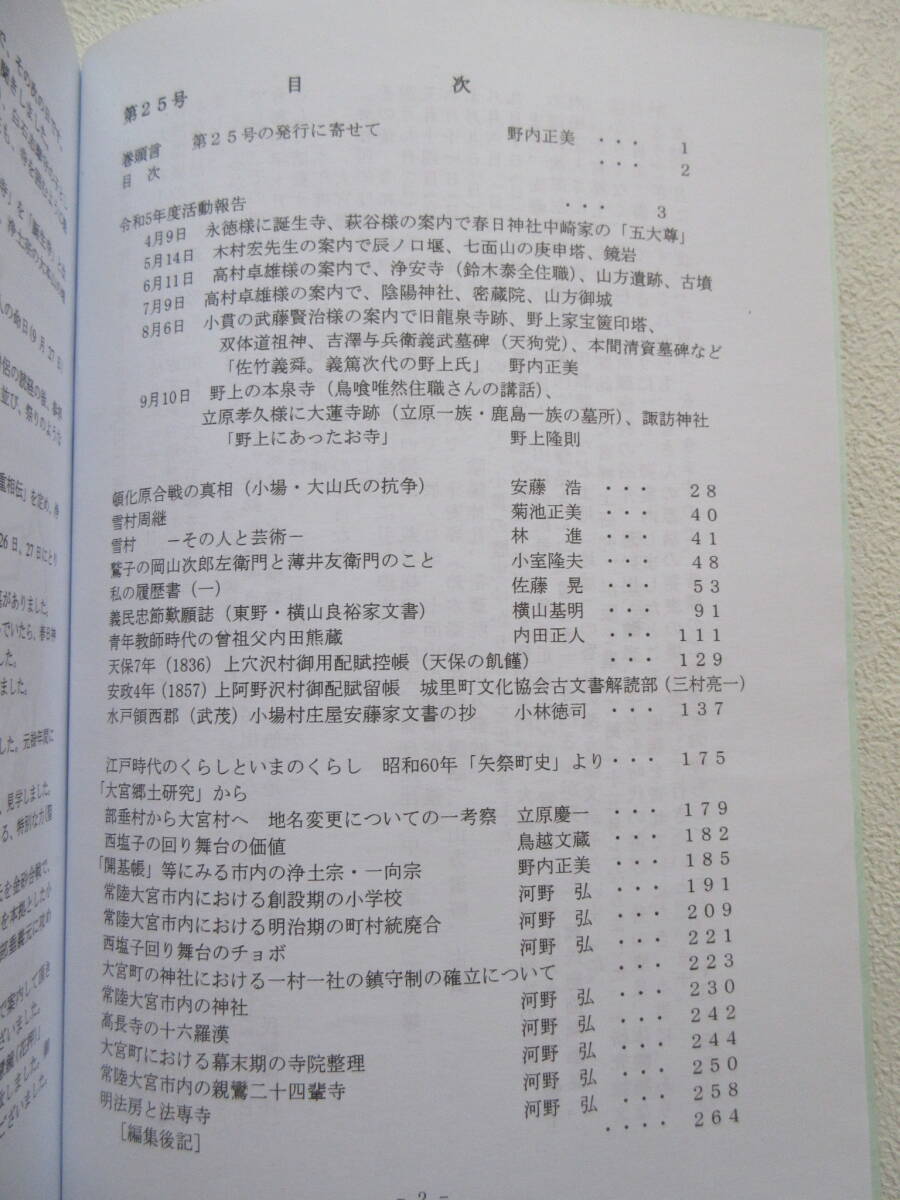 目　　次
第２５号
巻頭言　第２５号の発行に寄せて　野内正美　・・・　１
目　次　・・・　２
令和5年度活動報告　・・・　３
4月9日　永徳様に誕生寺、萩谷様の案内で春日神社中崎家の「五大尊」
5月14日　木村宏先生の案内で辰ノ口堰、七面山の庚申塔、鏡岩
6月11日　高村卓雄様の案内で、浄安寺（鈴木泰全住職）、山方遺跡、古墳
7月9日　高村卓雄様の案内で、陰陽神社、密蔵院、山方御城
8月6日　小貫の武藤賢治様の案内で旧龍泉寺跡、野上家宝篋印塔、
双体道祖神、吉澤与兵衛義武墓碑（天狗党）、本間清資墓碑など
「佐竹義舜。義篤次代の野上氏」　野内正美
9月10日　野上の本泉寺（鳥喰唯然住職さんの講話）、
立原孝久様に大蓮寺跡（立原一族・鹿島一族の墓所）、諏訪神社
「野上にあったお寺」　野上隆則
頓化原合戦の真相（小場・大山氏の抗争）　安藤　浩　・・・　２８
雪村周継　菊池正美　・・・　４０
雪村　－その人と芸術－　林　進　・・・　４１
鷲子の岡山次郎左衛門と薄井友衛門のこと　小室隆夫　・・・　４８
私の履歴書（一）　佐藤　晃　・・・　５３
義民忠節歎願誌（東野・横山良裕家文書）　横山基明　・・・　９１
青年教師時代の曾祖父内田熊蔵　内田正人　・・・　１１１
天保7年（1836）上穴沢村御用配賦控帳（天保の飢饉）　・・・　１２９
安政4年（1857）上阿野沢村御配賦留帳　城里町文化協会古文書解読部（三村亮一）
水戸領西郡（武茂）小場村庄屋安藤家文書の抄　小林徳司　・・・　１３７
江戸時代のくらしといまのくらし　昭和60年「矢祭町史」より・・・　１７５
「大宮郷土研究」から
部垂村から大宮村へ　地名変更についての一考察　立原慶一　・・・　１７９
西塩子の回り舞台の価値　鳥越文蔵　・・・　１８２
「開基帳」等にみる市内の浄土宗・一向宗　野内正美　・・・　１８５
常陸大宮市内における創設期の小学校　河野　弘　・・・　１９１
常陸大宮市内における明治期の町村統廃合　河野　弘　・・・　２０９
西塩子回り舞台のチョボ　河野　弘　・・・　２２１
大宮町の神社における一村一社の鎮守制の確立について　・・・　２２３
常陸大宮市内の神社　河野　弘　・・・　２３０
高長寺の十六羅漢　河野　弘　・・・　２４２
大宮町における幕末期の寺院整理　河野　弘　・・・　２４４
常陸大宮市内の親鸞二十四輩寺　河野　弘　・・・　２５０
明法房と法専寺　河野　弘　・・・　２５８
［編集後記］　・・・・　２６４
－２－